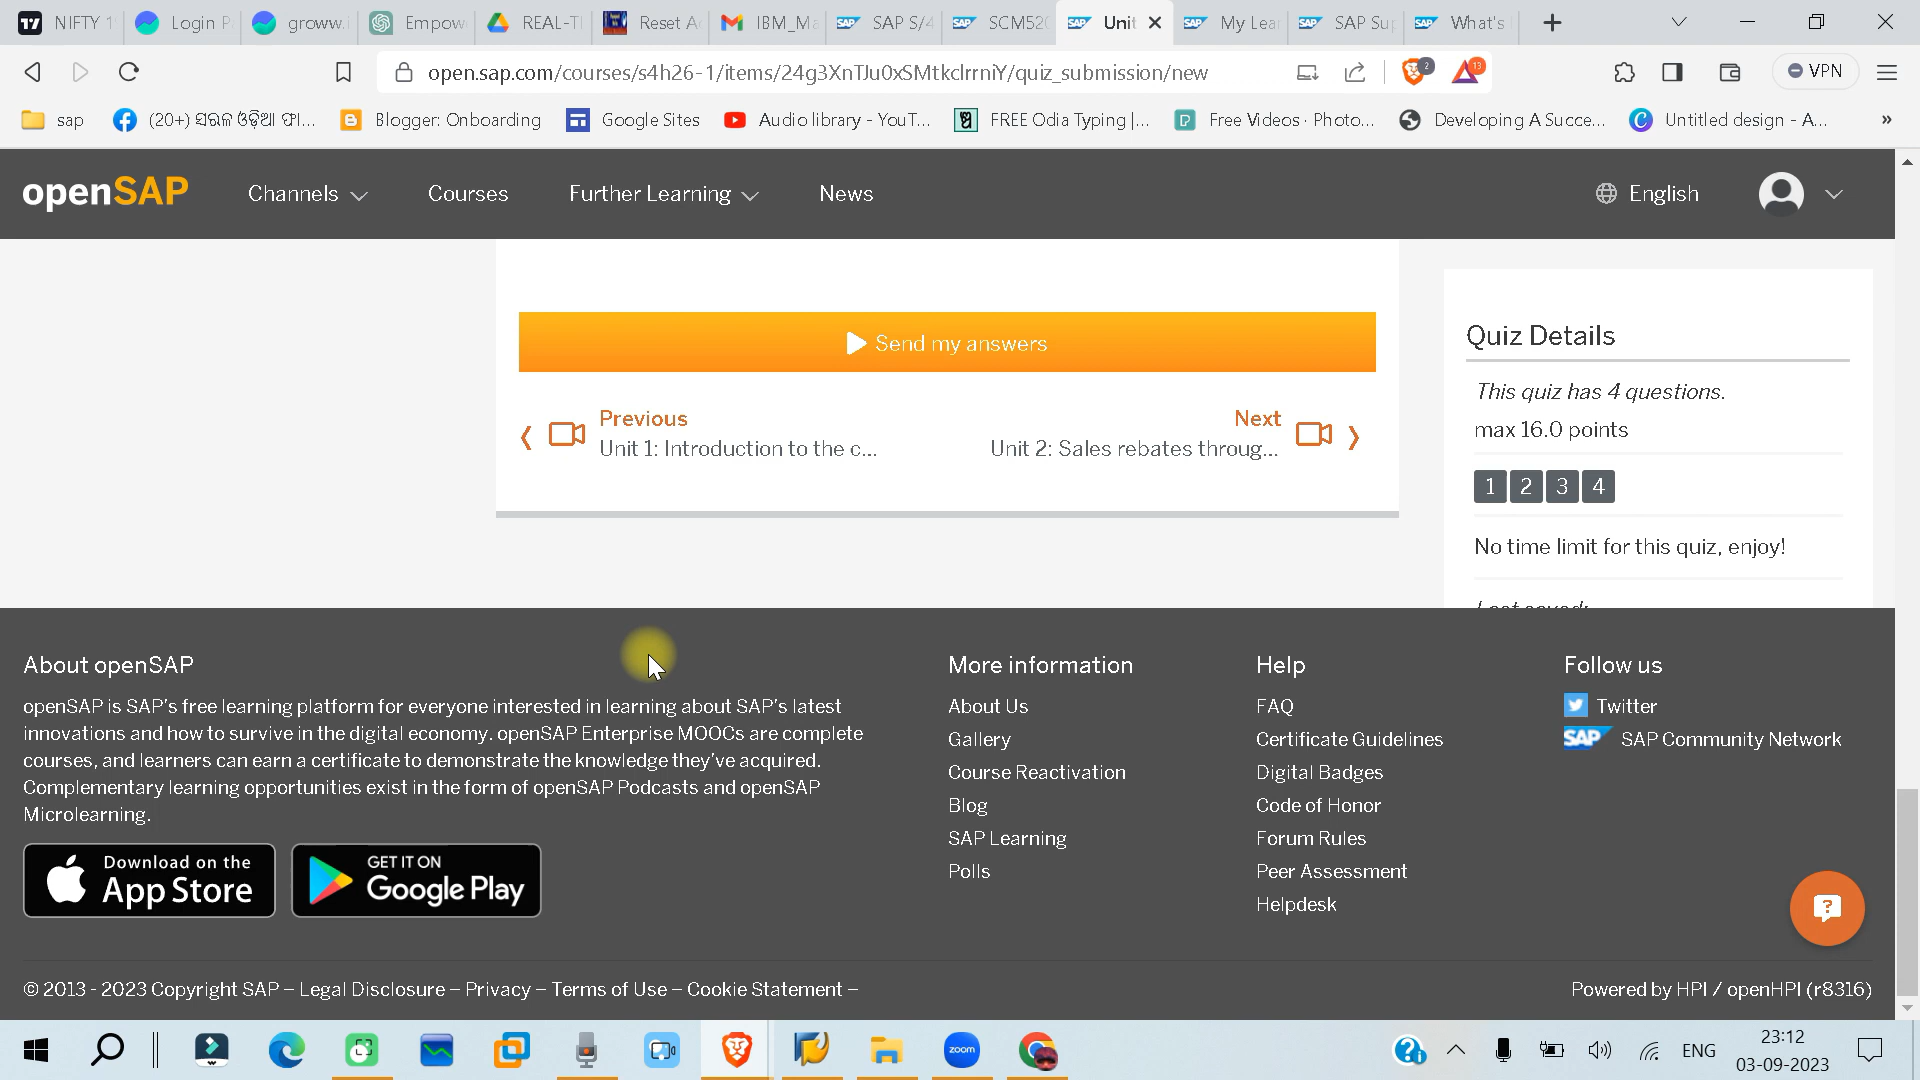 NIFTY 1
Login P
groww.i
Empow
REAL-TI
Reset A
IBM_Ma
SAP S/4
SCM520
Unit
My Lea
SAP Sup
What's
open.sap.com/courses/s4h26-1/items/24g3XnTJu0xSMtkclrrniY/quiz_submission/new
2
13
VPN
sap
(20+) ସରଳ ଓଡ଼ିଆ ଫା...
Blogger: Onboarding
Google Sites
Audio library - YouT...
FREE Odia Typing |...
Free Videos · Photo...
Developing A Succe...
Untitled design - A...
»
openSAP
Channels
Courses
Further Learning
News
English
Send my answers
Previous
Unit 1: Introduction to the c...
Next
Unit 2: Sales rebates throug...
Quiz Details
This quiz has 4 questions.
max 16.0 points
1 2 3 4
No time limit for this quiz, enjoy!
About openSAP
openSAP is SAP's free learning platform for everyone interested in learning about SAP's latest
innovations and how to survive in the digital economy. openSAP Enterprise MOOCs are complete
courses, and learners can earn a certificate to demonstrate the knowledge they've acquired.
Complementary learning opportunities exist in the form of openSAP Podcasts and openSAP
Microlearning.
Download on the
App Store
GET IT ON
Google Play
More information
About Us
Gallery
Course Reactivation
Blog
SAP Learning
Polls
Help
FAQ
Certificate Guidelines
Digital Badges
Code of Honor
Forum Rules
Peer Assessment
Helpdesk
Follow us
Twitter
SAP SAP Community Network
© 2013 - 2023 Copyright SAP – Legal Disclosure – Privacy – Terms of Use – Cookie Statement –
Powered by HPI / openHPI (r8316)
zoom
ENG
23:12
03-09-2023